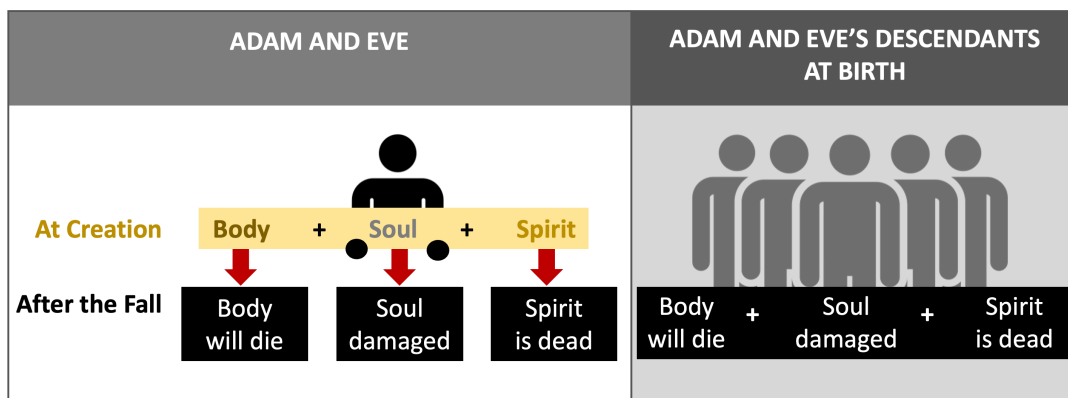 ADAM AND EVE
ADAM AND EVE'S DESCENDANTS
AT BIRTH
At Creation
Body + Soul + Spirit
After the Fall
Body
will die
Soul
damaged
Spirit
is dead
Body
will die
+
Soul
damaged
+
Spirit
is dead